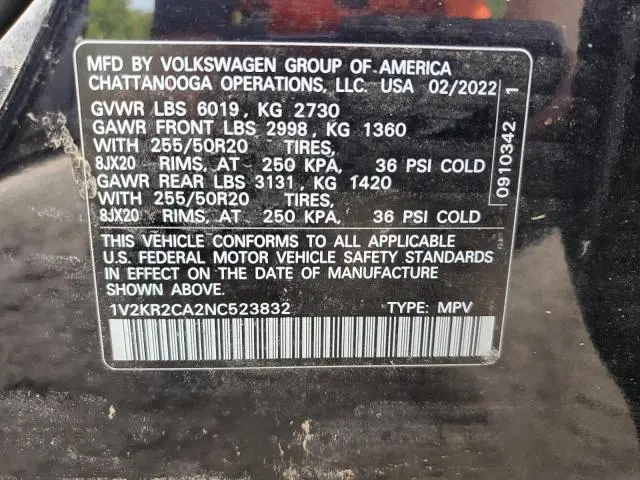 MFD BY VOLKSWAGEN GROUP OF AMERICA
CHATTANOOGA OPERATIONS, LLC. USA 02/2022
GVWR LBS 6019, KG 2730
GAWR FRONT LBS 2998, KG 1360
WITH 255/50R20 TIRES,
8JX20 RIMS, AT 250 KPA, 36 PSI COLD
GAWR REAR LBS 3131, KG 1420
WITH 255/50R20 TIRES,
8JX20 RIMS, AT 250 KPA, 36 PSI COLD
THIS VEHICLE CONFORMS TO ALL APPLICABLE
U.S. FEDERAL MOTOR VEHICLE SAFETY STANDARDS
IN EFFECT ON THE DATE OF MANUFACTURE
SHOWN ABOVE.
1V2KR2CA2NC523832 TYPE: MPV
0910342 1